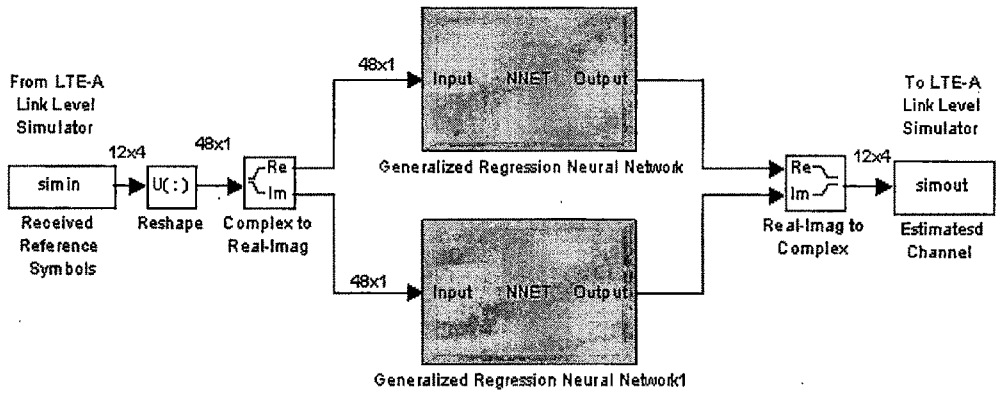 From LTE-A
Link Level
Simulator
12x4
48x1
simin
U(:)
Re
Im
Received
Reference
Symbols
Reshape
Complex to
Real-Imag
48x1
Input NNET Output
Generalized Regression Neural Network
48x1
Input NNET Output
Generalized Regression Neural Network1
To LTE-A
Link Level
Simulator
Re
Im
12x4
simout
Real-Imag to
Complex
Estimatesd
Channel